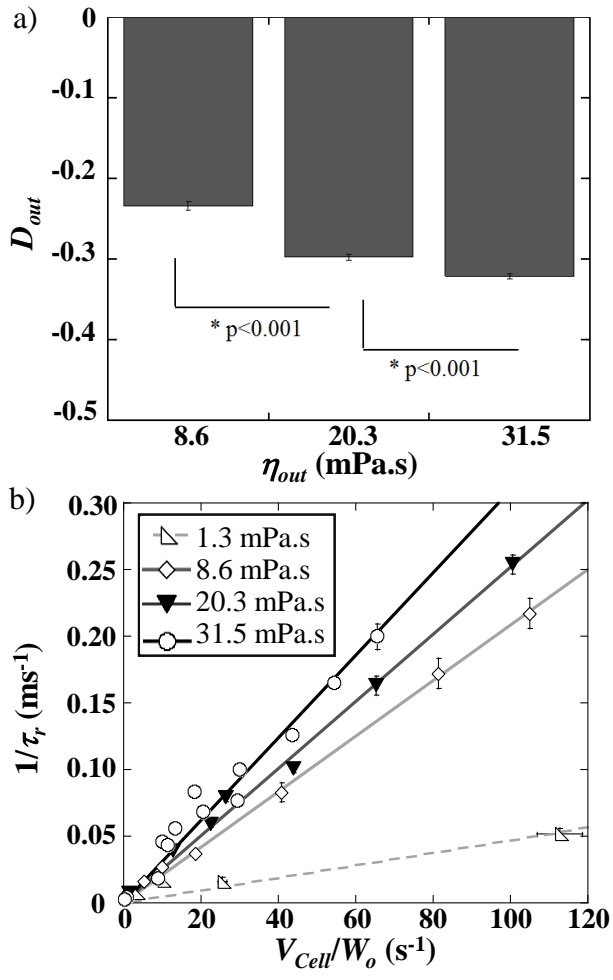 a)
0
-0.1
-0.2
-0.3
-0.4
-0.5
D_out
* p<0.001
* p<0.001
8.6 20.3 31.5
η_out (mPa.s)
b)
0.30
0.25
0.20
0.15
0.10
0.05
0
1/τ_r (ms⁻¹)
1.3 mPa.s
8.6 mPa.s
20.3 mPa.s
31.5 mPa.s
0 20 40 60 80 100 120
V_Cell/W_o (s⁻¹)